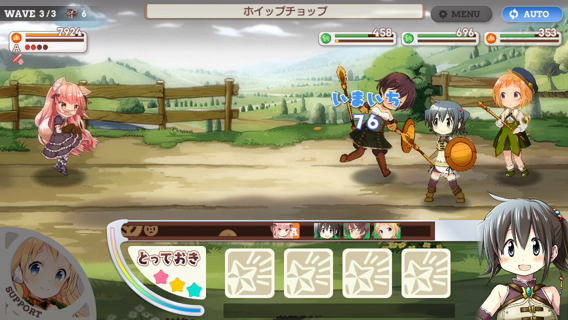 WAVE 3/3 6
ホイップチョップ
MENU
AUTO
7924
458
696
353
A
いまいち
76
とっておき
SUPPORT